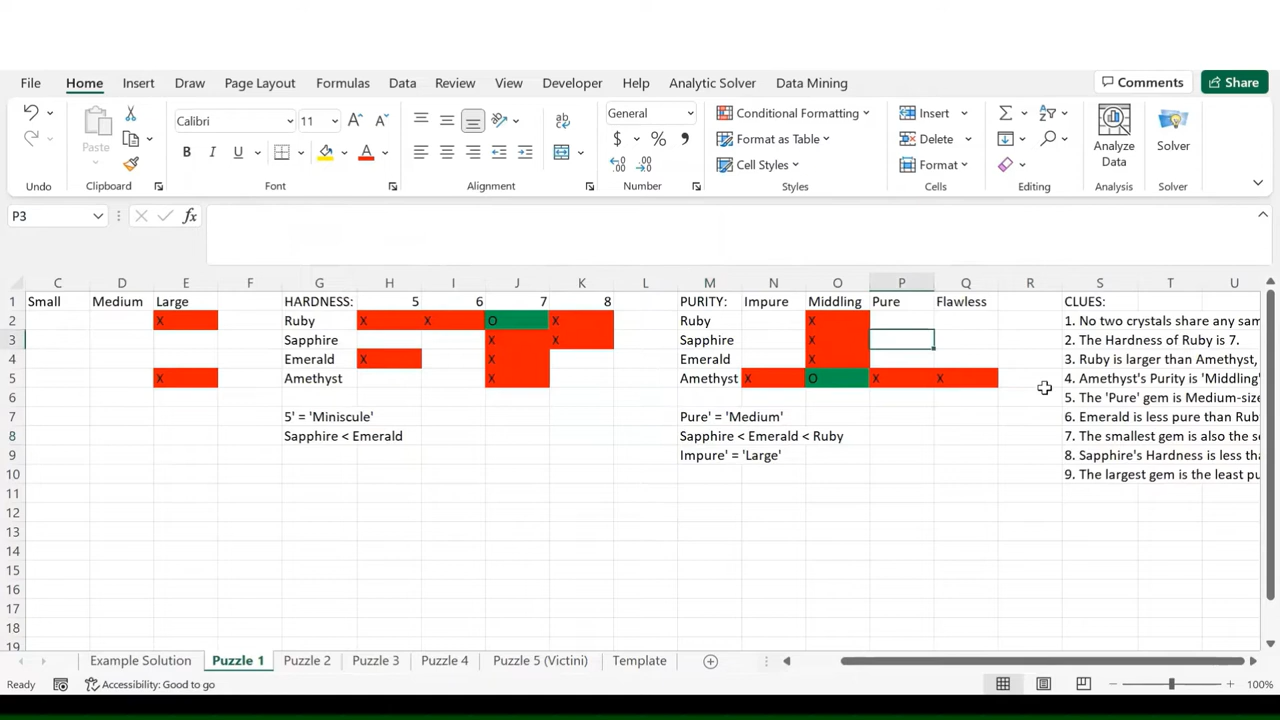 File Home Insert Draw Page Layout Formulas Data Review View Developer Help Analytic Solver Data Mining Comments Share
Calibri 11 General Conditional Formatting Insert
Paste Format as Table Delete Analyze Data Solver
B I U Cell Styles Format
Undo Clipboard Font Alignment Number Styles Cells Editing Analysis Solver
P3 fx
C D E F G H I J K L M N O P Q R S T U
1 Small Medium Large HARDNESS: 5 6 7 8 PURITY: Impure Middling Pure Flawless CLUES:
2 X Ruby X X O X Ruby X 1. No two crystals share any sam
3 Sapphire X X Sapphire X 2. The Hardness of Ruby is 7.
4 Emerald X X Emerald X 3. Ruby is larger than Amethyst,
5 X Amethyst X Amethyst X O X X 4. Amethyst's Purity is 'Middling'
6 5. The 'Pure' gem is Medium-size
7 5' = 'Miniscule' Pure' = 'Medium' 6. Emerald is less pure than Rub
8 Sapphire < Emerald Sapphire < Emerald < Ruby 7. The smallest gem is also the so
9 Impure' = 'Large' 8. Sapphire's Hardness is less tha
10 9. The largest gem is the least pu
11
12
13
14
15
16
17
18
19
Example Solution Puzzle 1 Puzzle 2 Puzzle 3 Puzzle 4 Puzzle 5 (Victini) Template
Ready Accessibility: Good to go 100%